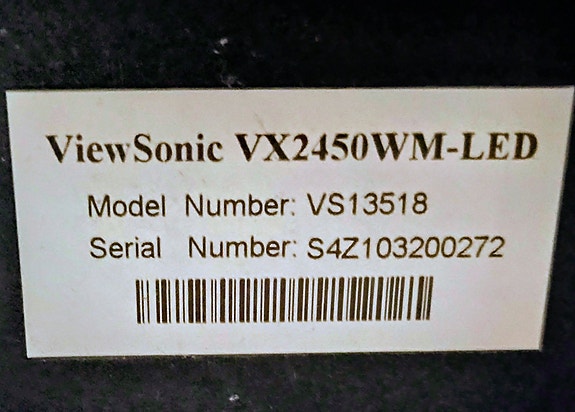 ViewSonic VX2450WM-LED
Model Number: VS13518
Serial Number: S4Z103200272